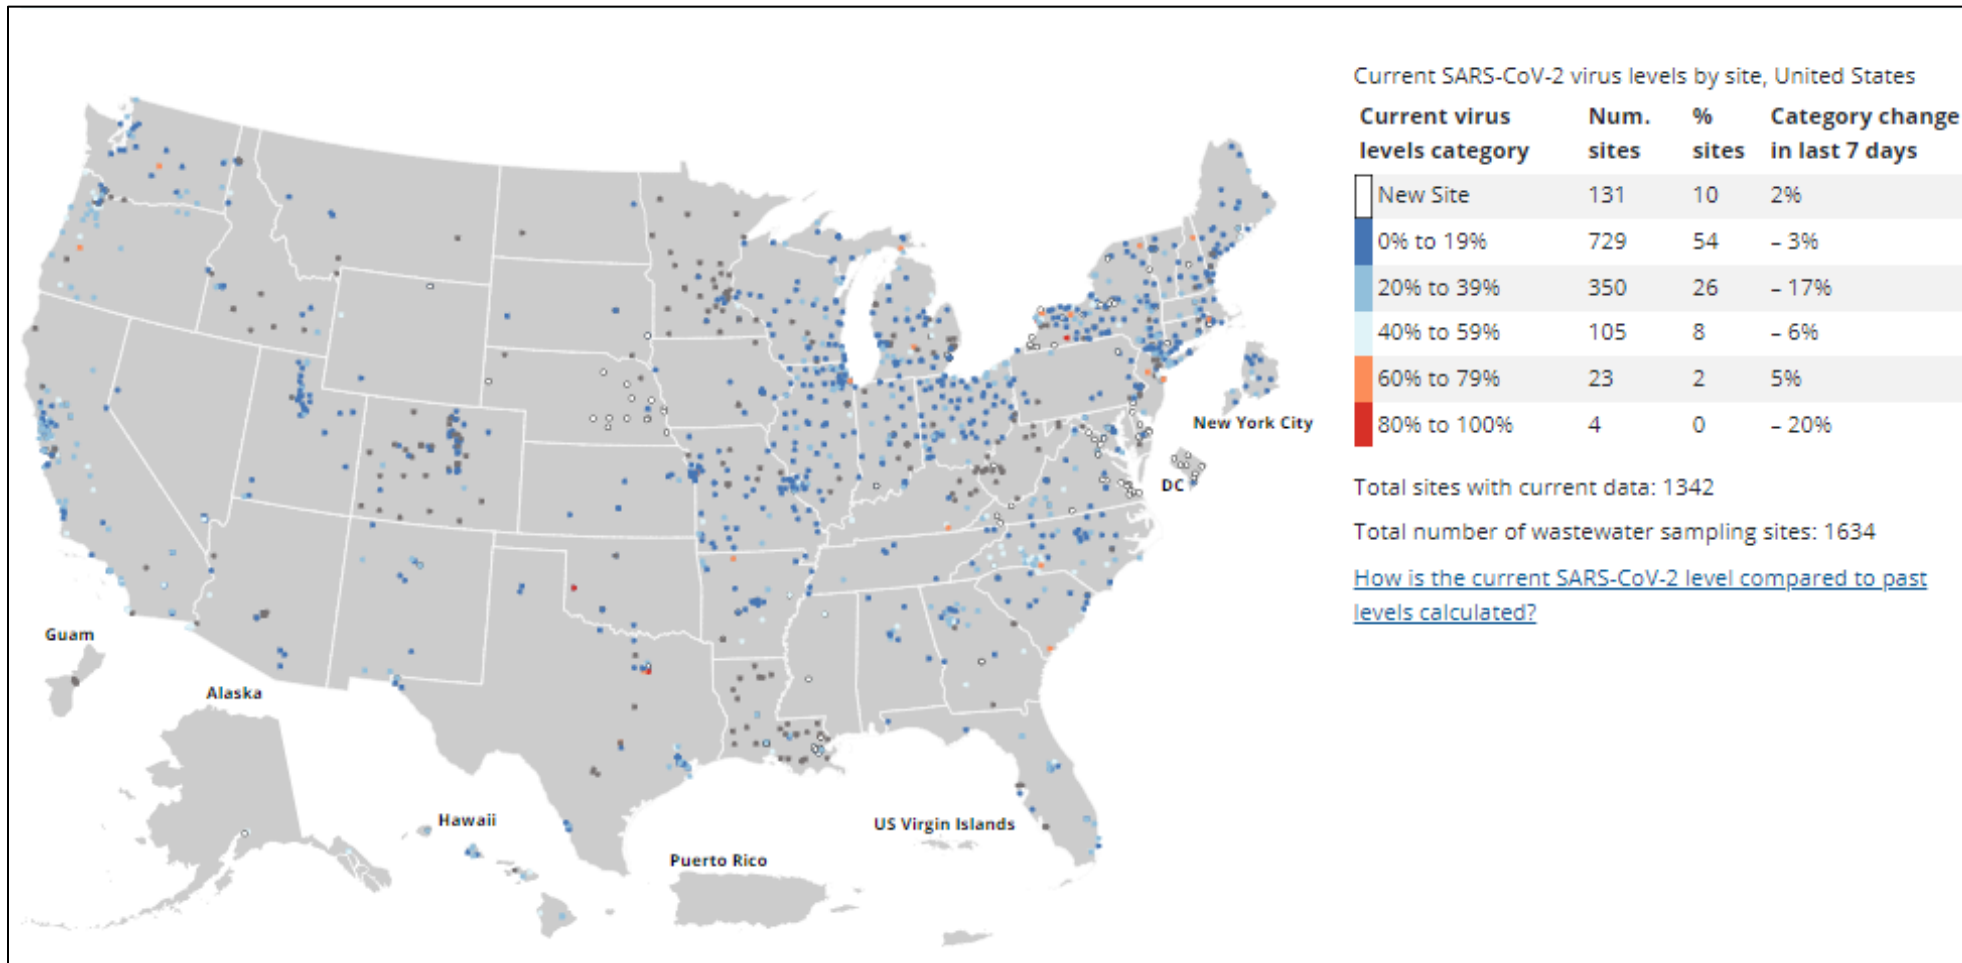 Current SARS-CoV-2 virus levels by site, United States
Current virus levels category Num. sites % sites Category change in last 7 days
New Site 131 10 2%
0% to 19% 729 54 – 3%
20% to 39% 350 26 – 17%
40% to 59% 105 8 – 6%
60% to 79% 23 2 5%
80% to 100% 4 0 – 20%
Total sites with current data: 1342
Total number of wastewater sampling sites: 1634
How is the current SARS-CoV-2 level compared to past
levels calculated?
New York City
DC
Guam
Alaska
Hawaii
US Virgin Islands
Puerto Rico